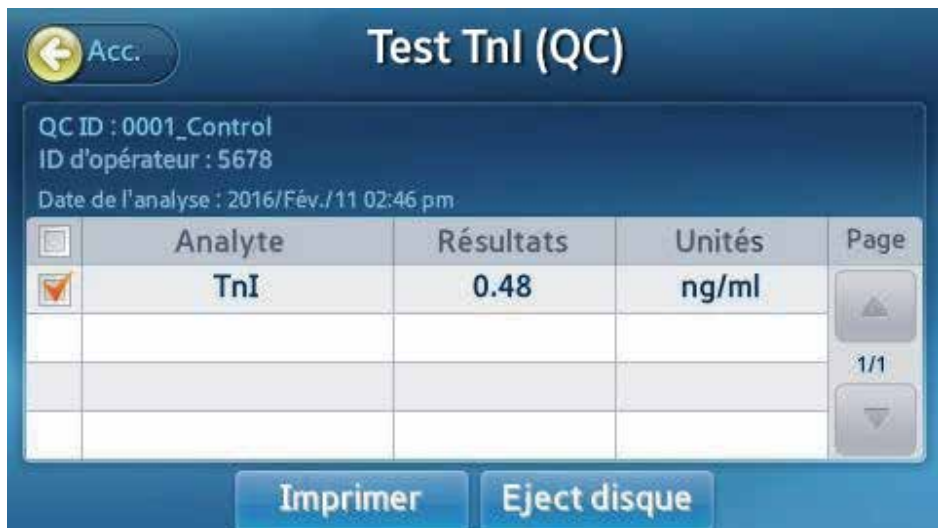 Acc.
Test TnI (QC)
QC ID : 0001_Control
ID d'opérateur : 5678
Date de l'analyse : 2016/Fév./11 02:46 pm
Analyte Résultats Unités Page
TnI 0.48 ng/ml
1/1
Imprimer Eject disque